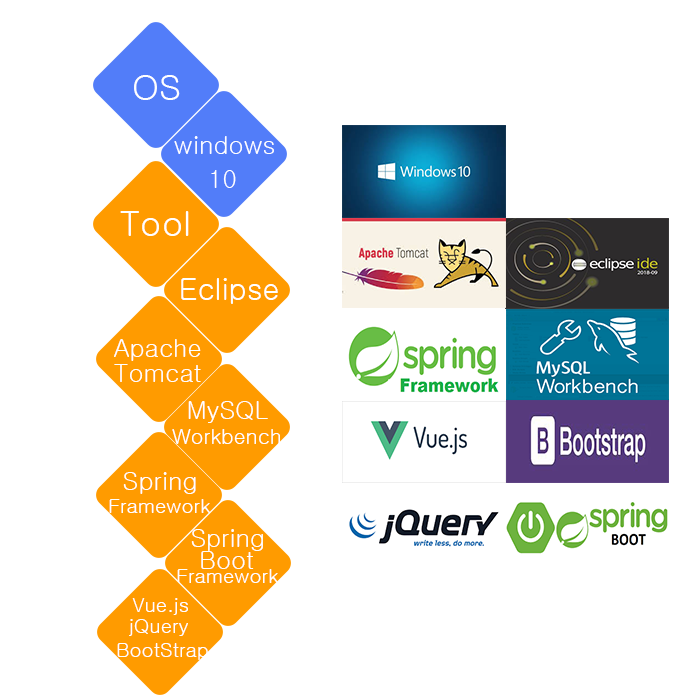 OS
windows
10
Tool
Eclipse
Apache
Tomcat
MySQL
Workbench
Spring
Framework
Spring
Boot
Framework
Vue.js
jQuery
BootStrap
Windows 10
Apache Tomcat
eclipse ide
2018-09
spring
Framework
MySQL
Workbench
Vue.js
B Bootstrap
jQuery
write less, do more.
spring
BOOT